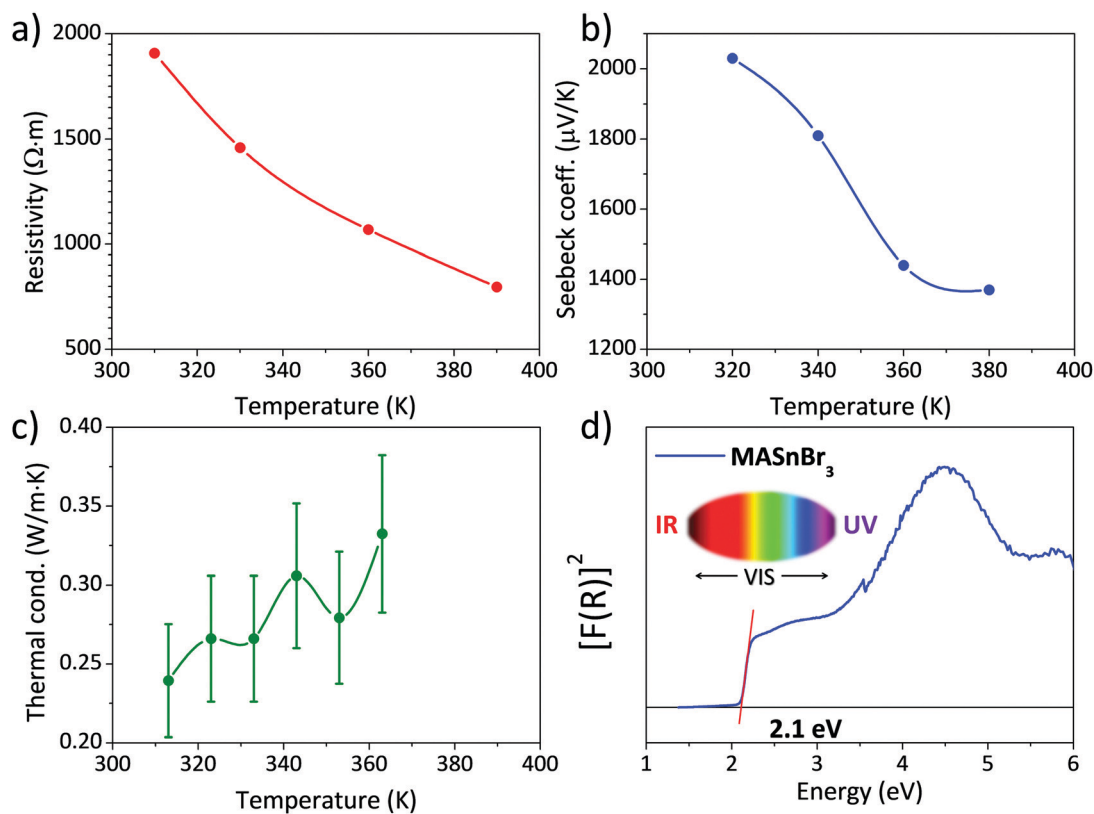 a)
2000
1500
1000
500
Resistivity (Ω·m)
300 320 340 360 380 400
Temperature (K)
b)
2000
1800
1600
1400
1200
Seebeck coeff. (μV/K)
300 320 340 360 380 400
Temperature (K)
c)
0.40
0.35
0.30
0.25
0.20
Thermal cond. (W/m·K)
300 320 340 360 380 400
Temperature (K)
d)
MASnBr₃
IR UV
VIS
[F(R)]²
2.1 eV
1 2 3 4 5 6
Energy (eV)